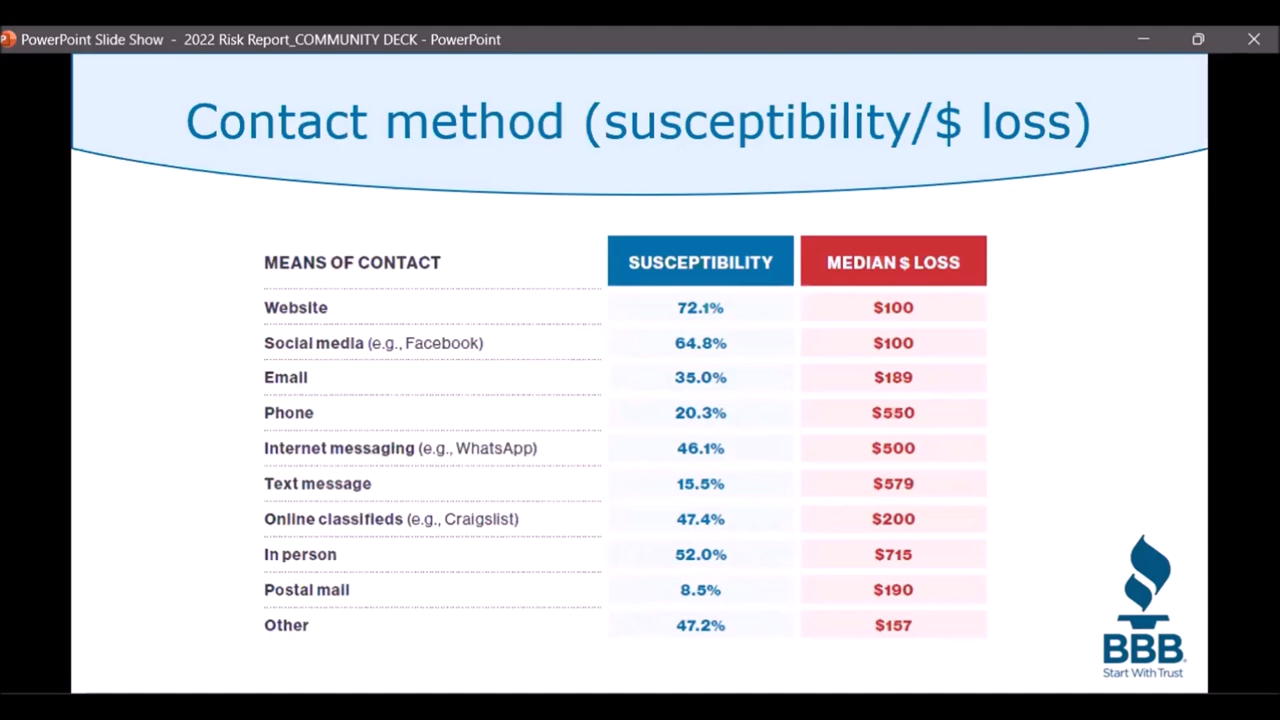 PowerPoint Slide Show - 2022 Risk Report_COMMUNITY DECK - PowerPoint
Contact method (susceptibility/$ loss)
MEANS OF CONTACT SUSCEPTIBILITY MEDIAN $ LOSS
Website 72.1% $100
Social media (e.g., Facebook) 64.8% $100
Email 35.0% $189
Phone 20.3% $550
Internet messaging (e.g., WhatsApp) 46.1% $500
Text message 15.5% $579
Online classifieds (e.g., Craigslist) 47.4% $200
In person 52.0% $715
Postal mail 8.5% $190
Other 47.2% $157
BBB
Start With Trust